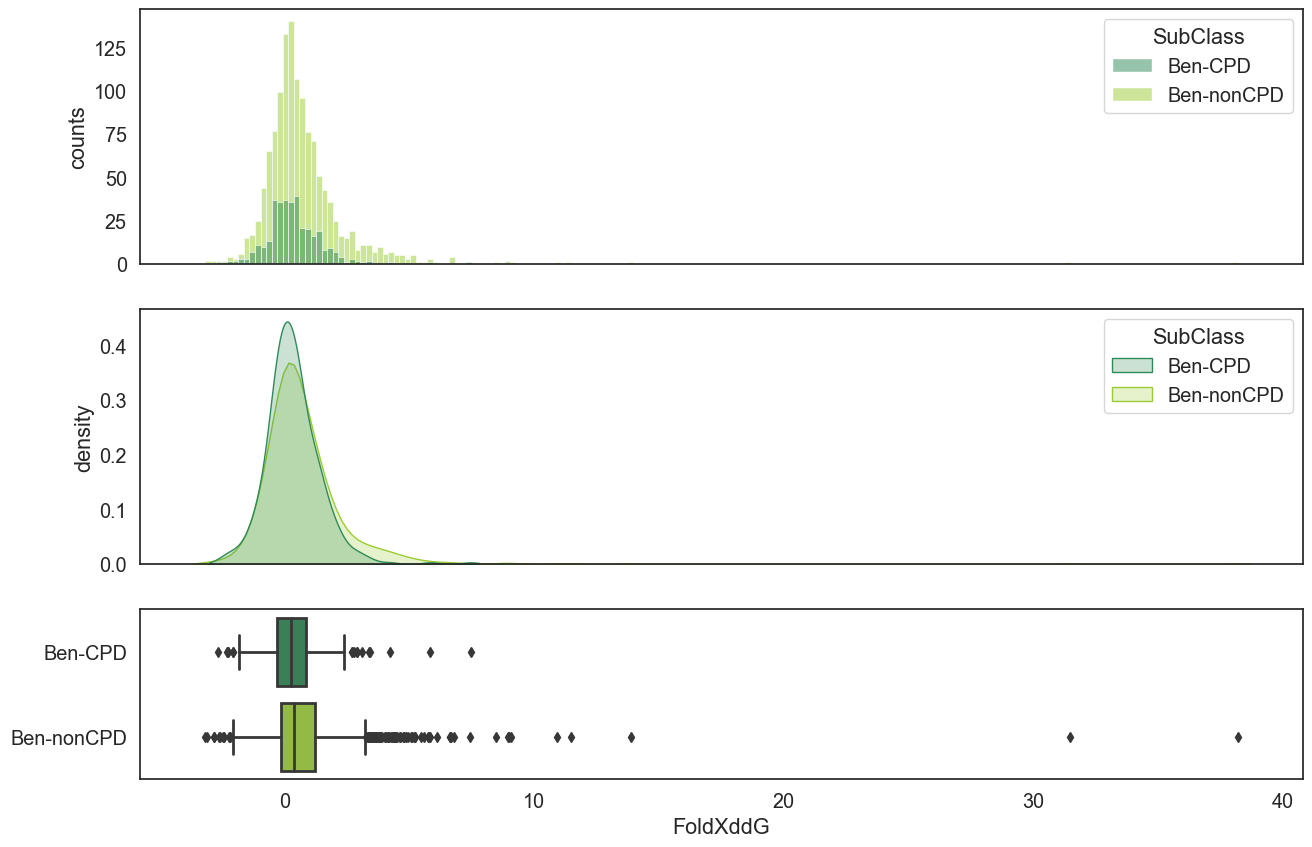 125
100
75
50
25
0
counts
SubClass
Ben-CPD
Ben-nonCPD
0.4
0.3
0.2
0.1
0.0
density
SubClass
Ben-CPD
Ben-nonCPD
Ben-CPD
Ben-nonCPD
0 10 20 30 40
FoldXddG